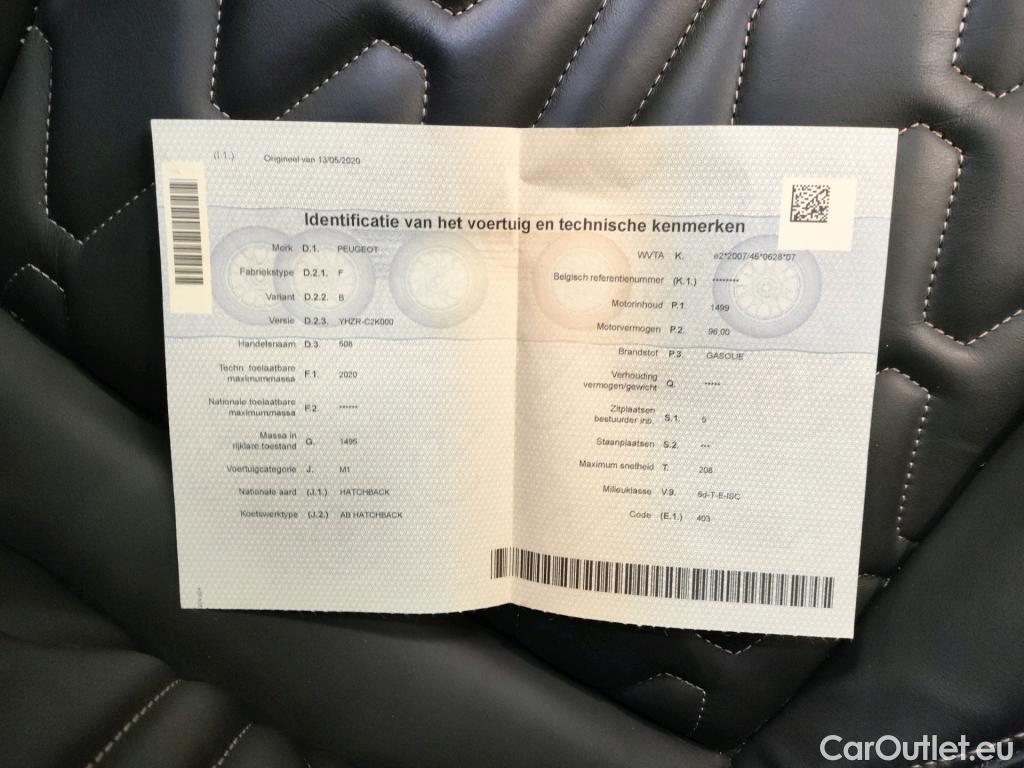 (I.1.) Origineel van 13/05/2020
Identificatie van het voertuig en technische kenmerken
Merk D.1. PEUGEOT
Fabriekstype D.2.1. F
Variant D.2.2. B
Versie D.2.3. YHZR-C2K000
Handelsnaam D.3. 508
Techn toelaatbare
maximummassa F.1. 2020
Nationale toelaatbare
maximummassa F.2. ******
Massa in
rijklare toestand G. 1495
Voertuigcategorie J. M1
Nationale aard (J.1.) HATCHBACK
Koetswerktype (J.2.) AB HATCHBACK
WVTA K. e2*2007/46*0628*07
Belgisch referentienummer (K.1.) ********
Motorinhoud P.1. 1499
Motorvermogen P.2. 96,00
Brandstof P.3. GASOLIE
Verhouding
vermogen/gewicht Q. *****
Zitplaatsen
bestuurder inb. S.1. 5
Staanplaatsen S.2. ***
Maximum snelheid T. 208
Milieuklasse V.9. 6d-T-E-ISC
Code (E.1.) 403
CarOutlet.eu